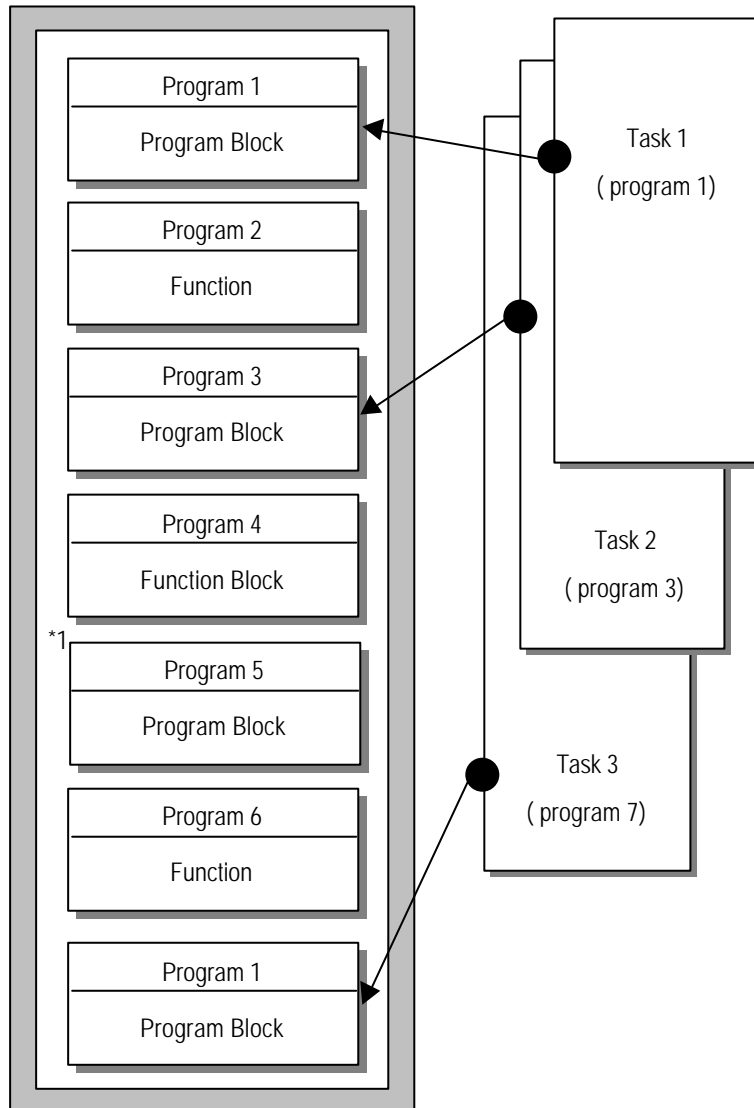 Program 1
Program Block
Program 2
Function
Program 3
Program Block
Program 4
Function Block
*1
Program 5
Program Block
Program 6
Function
Program 1
Program Block
Task 1
( program 1)
Task 2
( program 3)
Task 3
( program 7)